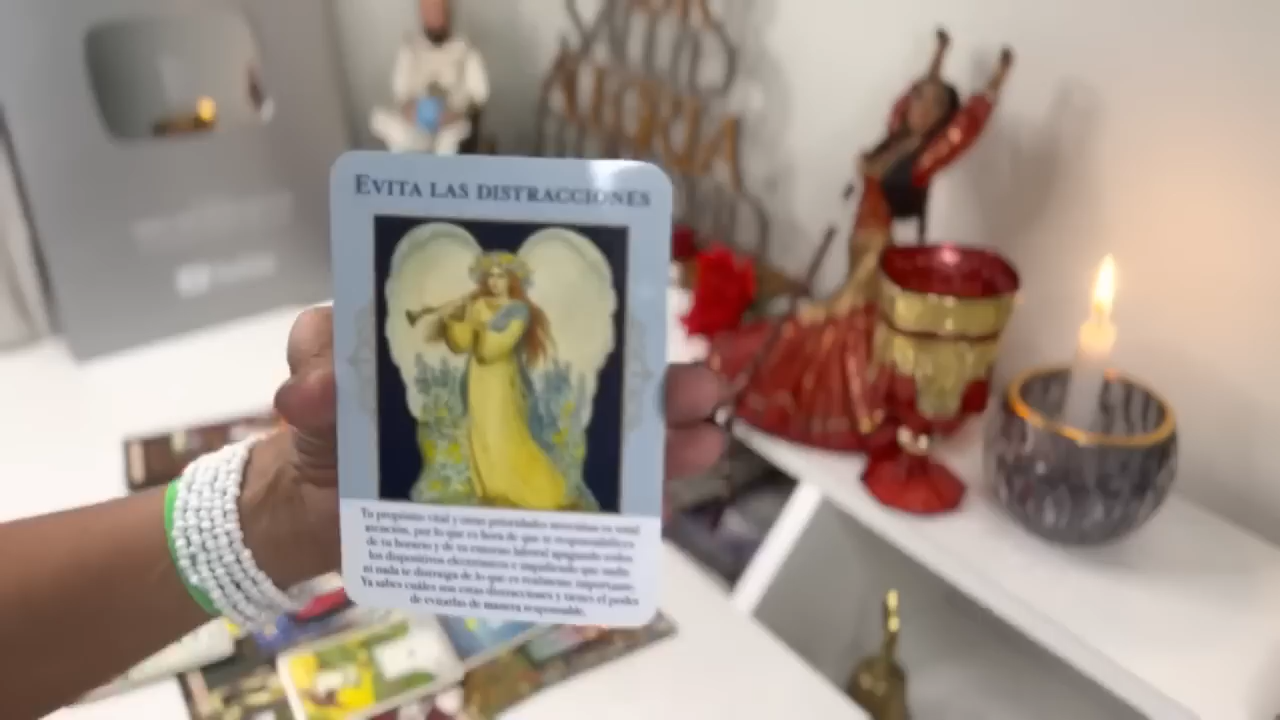 ALEGRIA
EVITA LAS DISTRACCIONES
Tu propósito vital y otras prioridades necesitan tu total
atención, por lo que es hora de que te responsabilices
de tu horario y de tu entorno laboral apagando todos
los dispositivos electrónicos e impidiendo que nadie
ni nada te distraiga de lo que es realmente importante.
Ya sabes cuáles son estas distracciones y tienes el poder
de evitarlas de manera responsable.